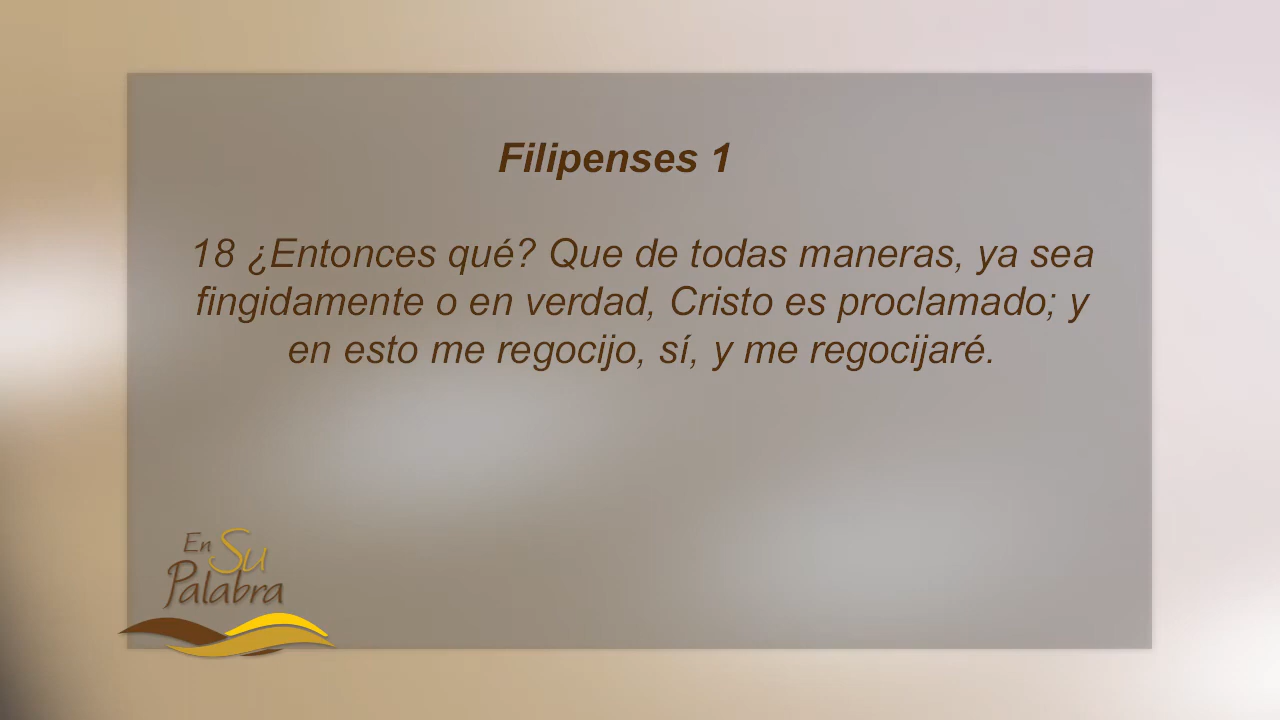 Filipenses 1
18 ¿Entonces qué? Que de todas maneras, ya sea
fingidamente o en verdad, Cristo es proclamado; y
en esto me regocijo, sí, y me regocijaré.
En Su
Palabra